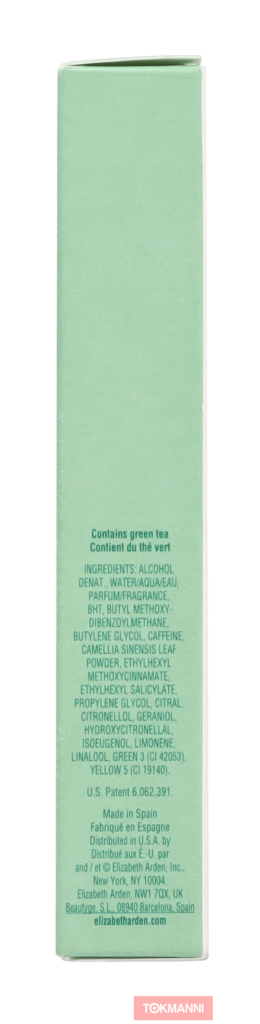 Contains green tea
Contient du thé vert
INGREDIENTS: ALCOHOL
DENAT., WATER/AQUA/EAU,
PARFUM/FRAGRANCE,
BHT, BUTYL METHOXY-
DIBENZOYLMETHANE,
BUTYLENE GLYCOL, CAFFEINE,
CAMELLIA SINENSIS LEAF
POWDER, ETHYLHEXYL
METHOXYCINNAMATE,
ETHYLHEXYL SALICYLATE,
PROPYLENE GLYCOL, CITRAL,
CITRONELLOL, GERANIOL,
HYDROXYCITRONELLAL,
ISOEUGENOL, LIMONENE,
LINALOOL, GREEN 3 (CI 42053),
YELLOW 5 (CI 19140).
U.S. Patent 6,062,391.
Made in Spain
Fabriqué en Espagne
Distributed in U.S.A. by
Distribué aux É.-U. par
and / et © Elizabeth Arden, Inc.,
New York, NY 10004.
Elizabeth Arden, NW1 7QX, UK
Beautyge, S.L., 08940 Barcelona, Spain
elizabetharden.com
TOKMANNI